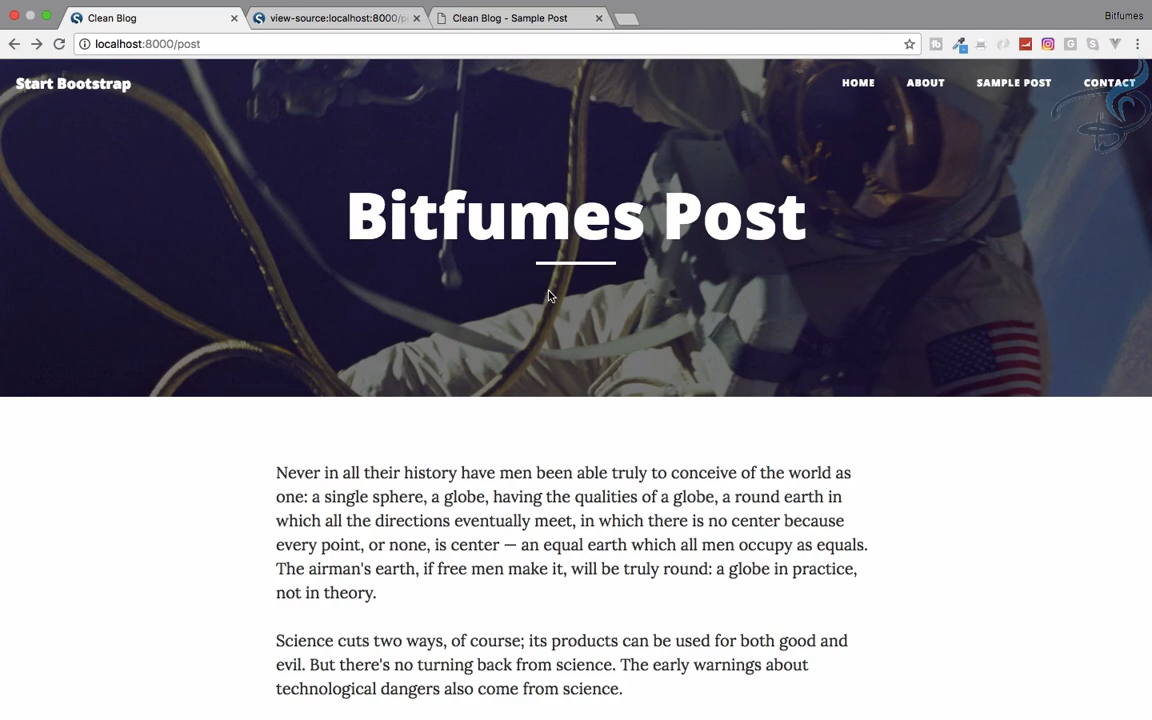 Clean Blog
view-source:localhost:8000/p
Clean Blog - Sample Post
Bitfumes
localhost:8000/post
Start Bootstrap
HOME
ABOUT
SAMPLE POST
CONTACT
Bitfumes Post
Never in all their history have men been able truly to conceive of the world as
one: a single sphere, a globe, having the qualities of a globe, a round earth in
which all the directions eventually meet, in which there is no center because
every point, or none, is center — an equal earth which all men occupy as equals.
The airman's earth, if free men make it, will be truly round: a globe in practice,
not in theory.
Science cuts two ways, of course; its products can be used for both good and
evil. But there's no turning back from science. The early warnings about
technological dangers also come from science.